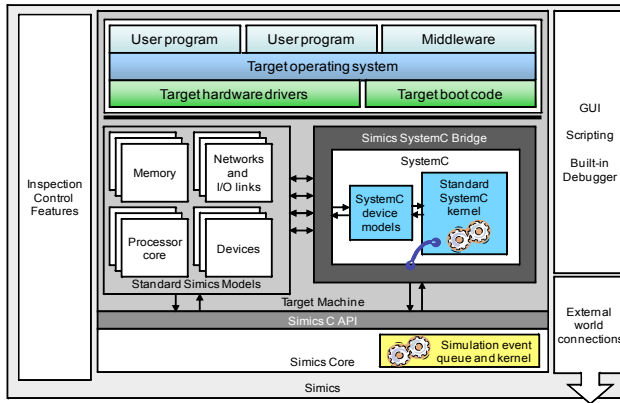 User program
User program
Middleware
Target operating system
Target hardware drivers
Target boot code
GUI
Scripting
Built-in
Debugger
Inspection
Control
Features
Memory
Networks
and
I/O links
Processor
core
Devices
Standard Simics Models
Simics SystemC Bridge
SystemC
SystemC
device
models
Standard
SystemC
kernel
Target Machine
External
world
connections
Simics C API
Simics Core
Simulation event
queue and kernel
Simics